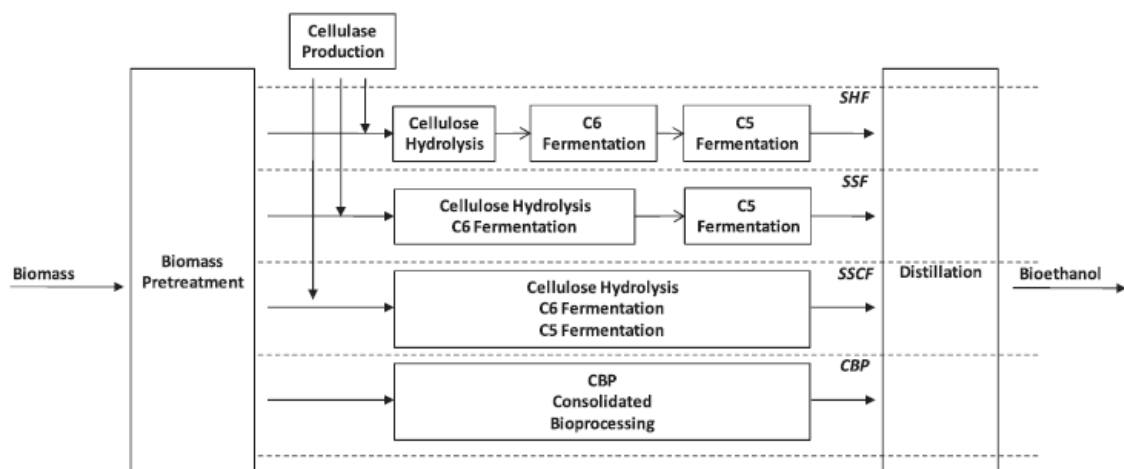 Cellulase
Production
SHF
Cellulose
Hydrolysis
C6
Fermentation
C5
Fermentation
SSF
Cellulose Hydrolysis
C6 Fermentation
C5
Fermentation
Biomass
Biomass
Pretreatment
SSCF
Cellulose Hydrolysis
C6 Fermentation
C5 Fermentation
Distillation
Bioethanol
CBP
CBP
Consolidated
Bioprocessing